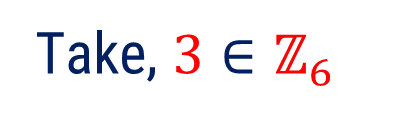 Take, 3 ∈ ℤ₆